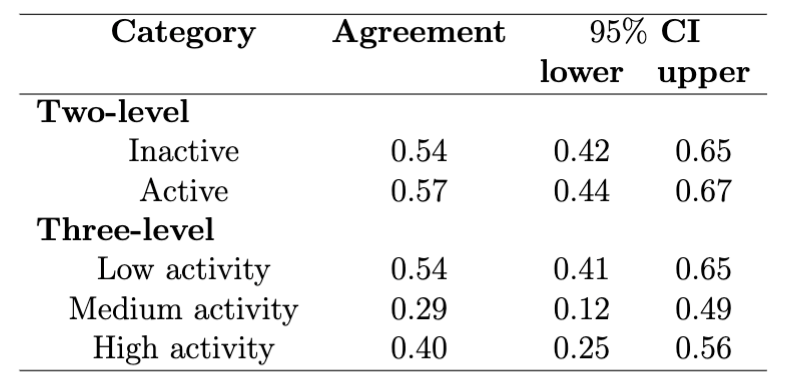 Category Agreement 95% CI
lower upper
Two-level
Inactive 0.54 0.42 0.65
Active 0.57 0.44 0.67
Three-level
Low activity 0.54 0.41 0.65
Medium activity 0.29 0.12 0.49
High activity 0.40 0.25 0.56